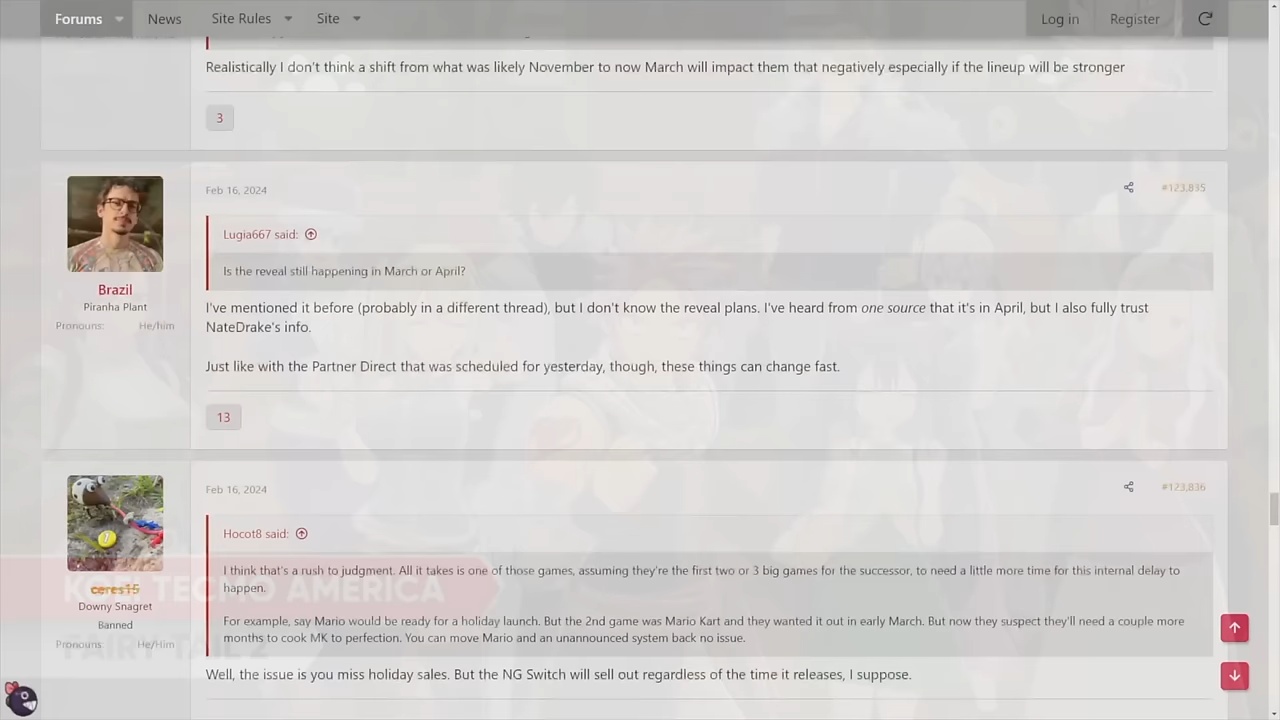 Forums
News
Site Rules
Site
Log in
Register
Realistically I don't think a shift from what was likely November to now March will impact them that negatively especially if the lineup will be stronger
3
Feb 16, 2024
#123,835
Lugia667 said:
Is the reveal still happening in March or April?
Brazil
Piranha Plant
Pronouns: He/him
I've mentioned it before (probably in a different thread), but I don't know the reveal plans. I've heard from one source that it's in April, but I also fully trust
NateDrake's info.
Just like with the Partner Direct that was scheduled for yesterday, though, these things can change fast.
13
Feb 16, 2024
#123,836
Hocot8 said:
I think that's a rush to judgment. All it takes is one of those games, assuming they're the first two or 3 big games for the successor, to need a little more time for this internal delay to
happen.
For example, say Mario would be ready for a holiday launch. But the 2nd game was Mario Kart and they wanted it out in early March. But now they suspect they'll need a couple more
months to cook MK to perfection. You can move Mario and an unannounced system back no issue.
ceres15
Downy Snagret
Banned
Pronouns: He/Him
KOEI TECMO AMERICA
FAIRY TAIL 2
Well, the issue is you miss holiday sales. But the NG Switch will sell out regardless of the time it releases, I suppose.